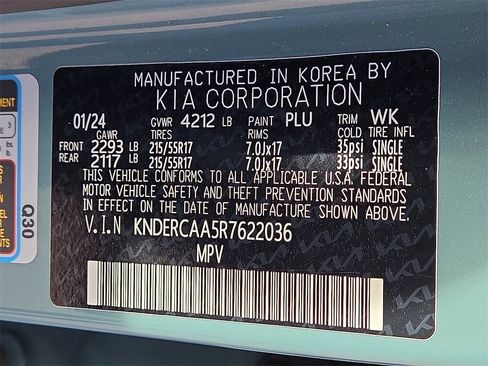 MANUFACTURED IN KOREA BY
KIA CORPORATION
01/24 GVWR 4212 LB PAINT PLU TRIM WK
GAWR TIRES RIMS COLD TIRE INFL
FRONT 2293 LB 215/55R17 7.0Jx17 35psi SINGLE
REAR 2117 LB 215/55R17 7.0Jx17 33psi SINGLE
THIS VEHICLE CONFORMS TO ALL APPLICABLE U.S.A. FEDERAL
MOTOR VEHICLE SAFETY AND THEFT PREVENTION STANDARDS
IN EFFECT ON THE DATE OF MANUFACTURE SHOWN ABOVE.
V.I.N KNDERCAA5R7622036
MPV
Q30
3